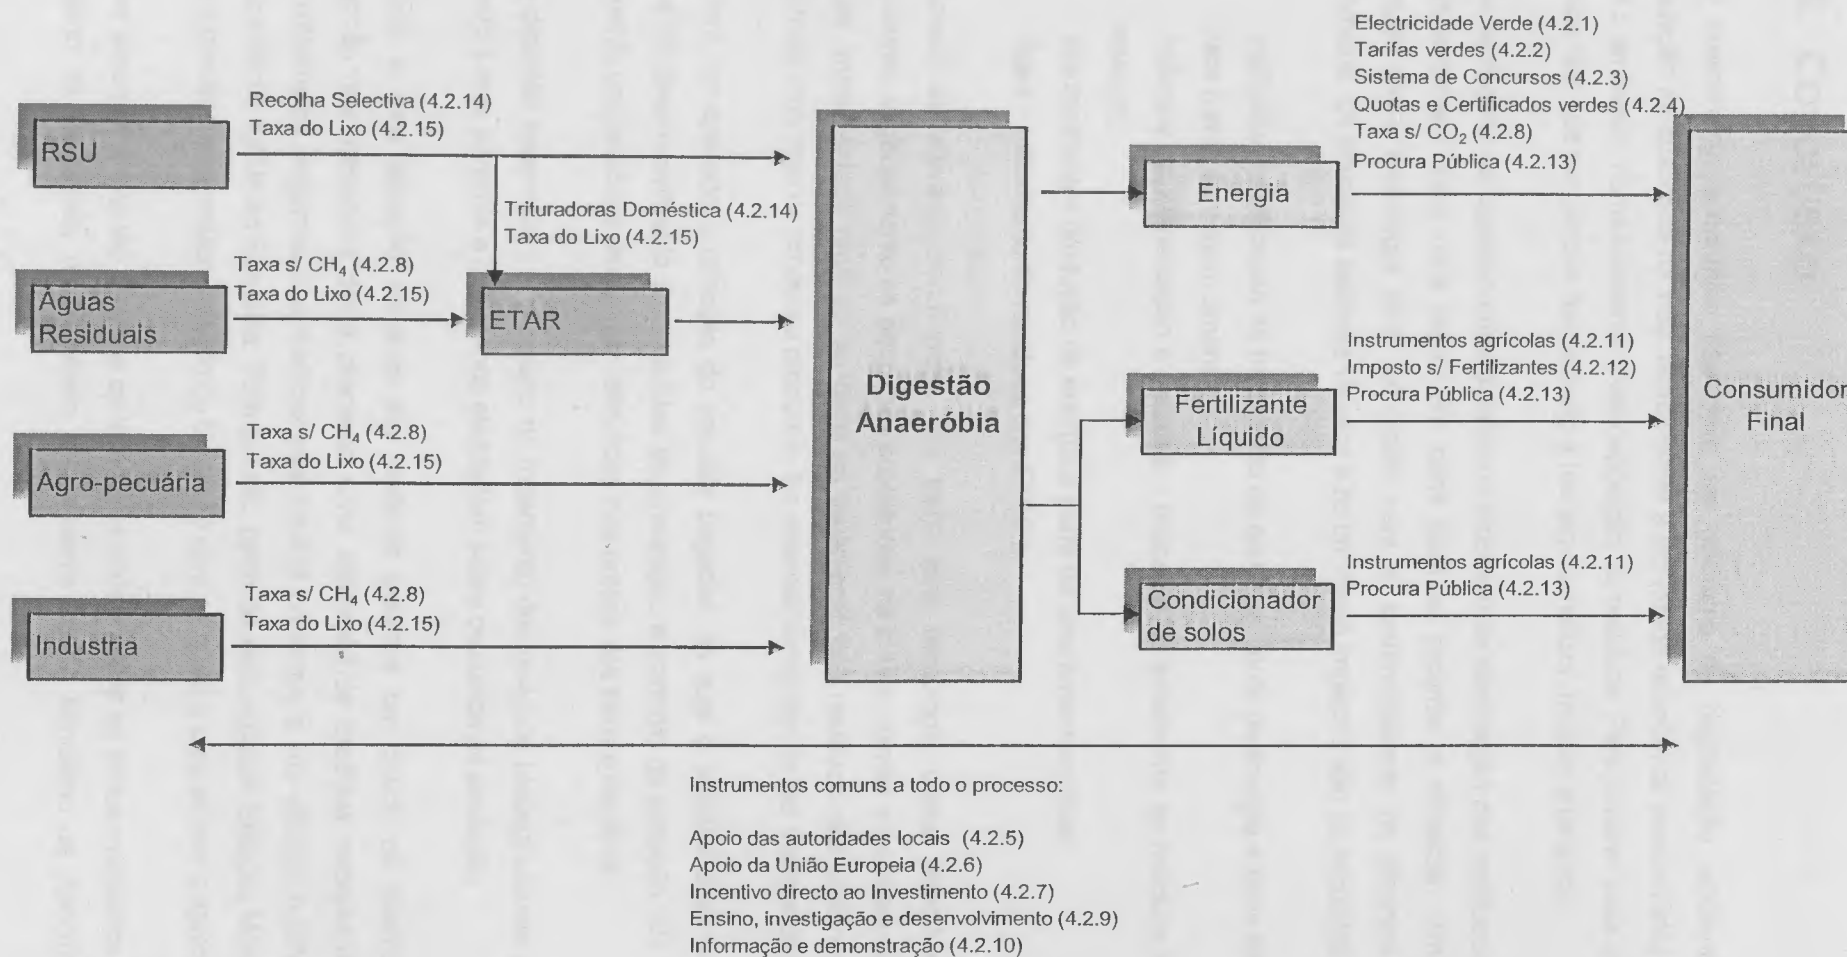 Recolha Selectiva (4.2.14)
Taxa do Lixo (4.2.15)
RSU
Trituradoras Doméstica (4.2.14)
Taxa do Lixo (4.2.15)
Taxa s/ CH₄ (4.2.8)
Taxa do Lixo (4.2.15)
Águas
Residuais
ETAR
Taxa s/ CH₄ (4.2.8)
Taxa do Lixo (4.2.15)
Agro-pecuária
Taxa s/ CH₄ (4.2.8)
Taxa do Lixo (4.2.15)
Industria
Digestão
Anaeróbia
Electricidade Verde (4.2.1)
Tarifas verdes (4.2.2)
Sistema de Concursos (4.2.3)
Quotas e Certificados verdes (4.2.4)
Taxa s/ CO₂ (4.2.8)
Procura Pública (4.2.13)
Energia
Instrumentos agrícolas (4.2.11)
Imposto s/ Fertilizantes (4.2.12)
Procura Pública (4.2.13)
Fertilizante
Líquido
Instrumentos agrícolas (4.2.11)
Procura Pública (4.2.13)
Condicionador
de solos
Consumidor
Final
Instrumentos comuns a todo o processo:
Apoio das autoridades locais (4.2.5)
Apoio da União Europeia (4.2.6)
Incentivo directo ao Investimento (4.2.7)
Ensino, investigação e desenvolvimento (4.2.9)
Informação e demonstração (4.2.10)